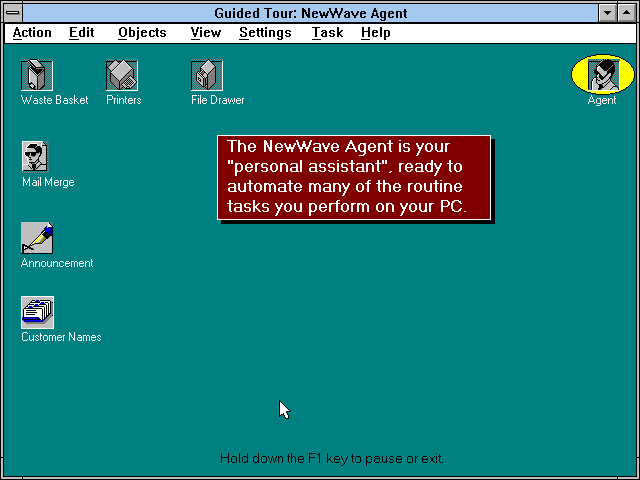 Guided Tour: NewWave Agent
Action Edit Objects View Settings Task Help
Waste Basket Printers File Drawer Agent
The NewWave Agent is your
"personal assistant", ready to
automate many of the routine
tasks you perform on your PC.
Mail Merge
Announcement
Customer Names
Hold down the F1 key to pause or exit.